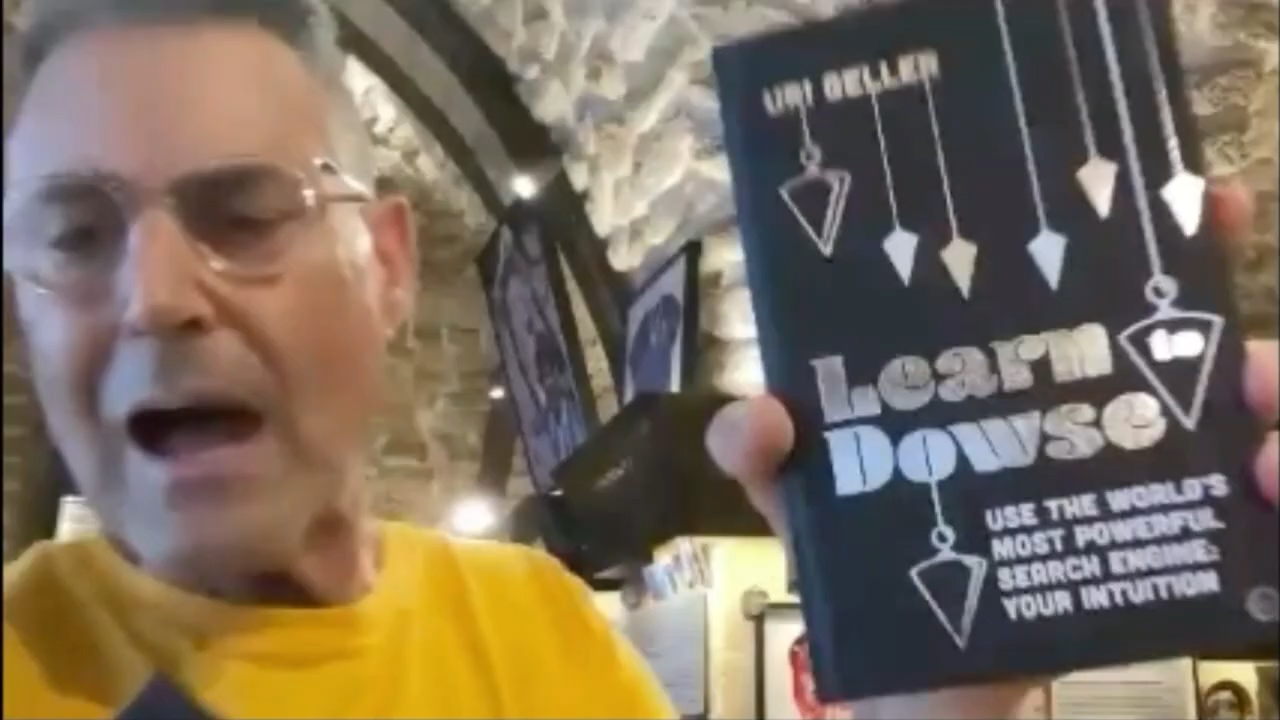 URI GELLER
Learn
to
Dowse
USE THE WORLD'S
MOST POWERFUL
SEARCH ENGINE:
YOUR INTUITION